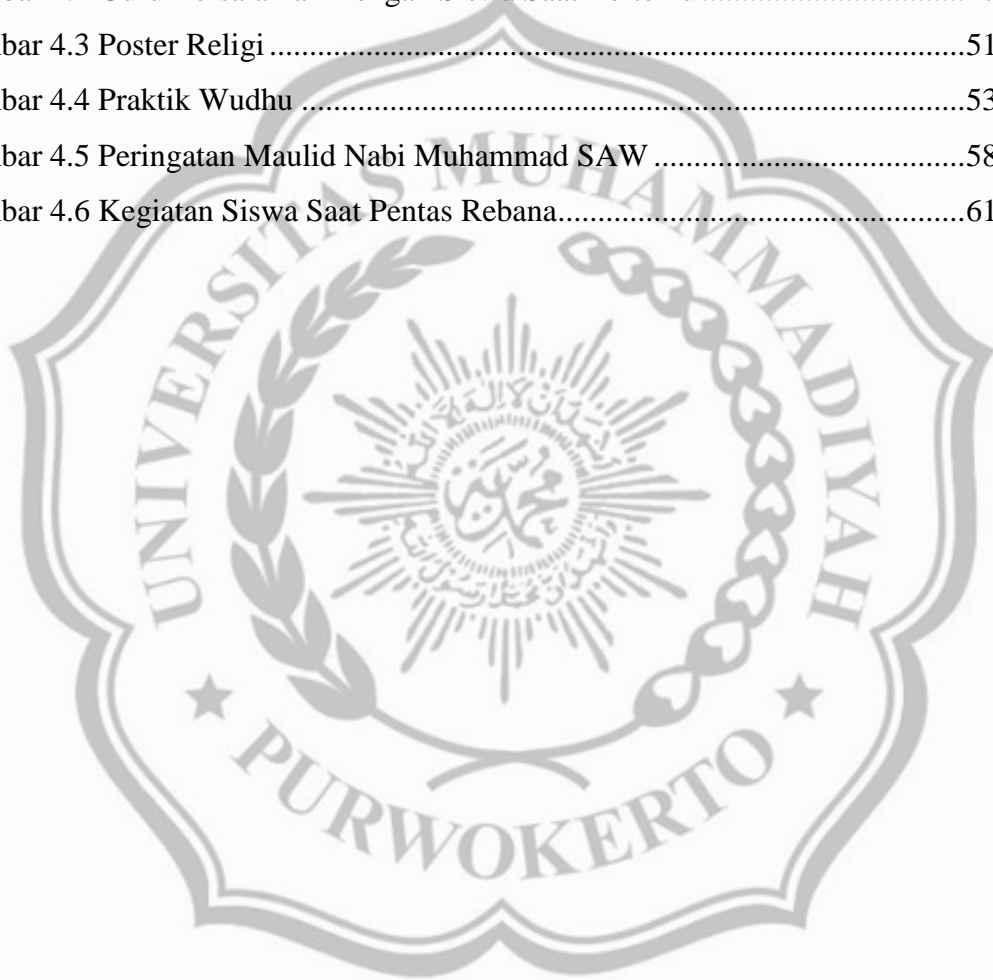 bar 4.3 Poster Religi ........................................................................................51
bar 4.4 Praktik Wudhu .....................................................................................53
bar 4.5 Peringatan Maulid Nabi Muhammad SAW .......................................58
bar 4.6 Kegiatan Siswa Saat Pentas Rebana...................................................61
UNIVERSITAS MUHAMMADIYAH
PURWOKERTO
محمدية